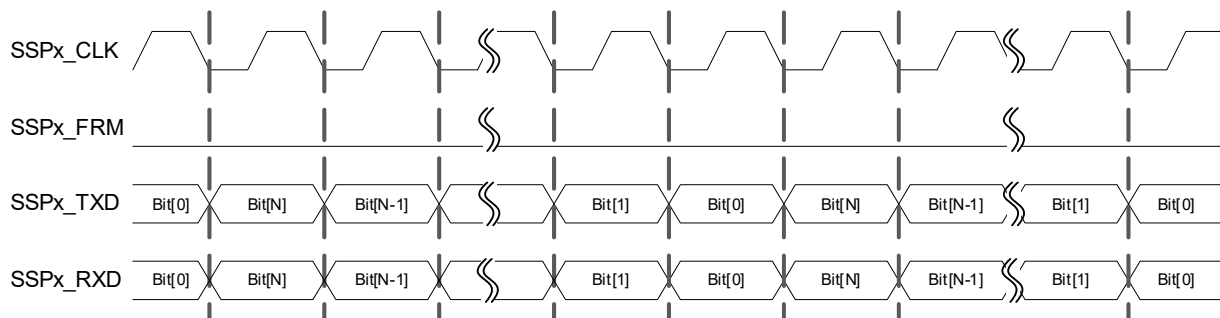 SSPx_CLK
SSPx_FRM
SSPx_TXD Bit[0] Bit[N] Bit[N-1] Bit[1] Bit[0] Bit[N] Bit[N-1] Bit[1] Bit[0]
SSPx_RXD Bit[0] Bit[N] Bit[N-1] Bit[1] Bit[0] Bit[N] Bit[N-1] Bit[1] Bit[0]